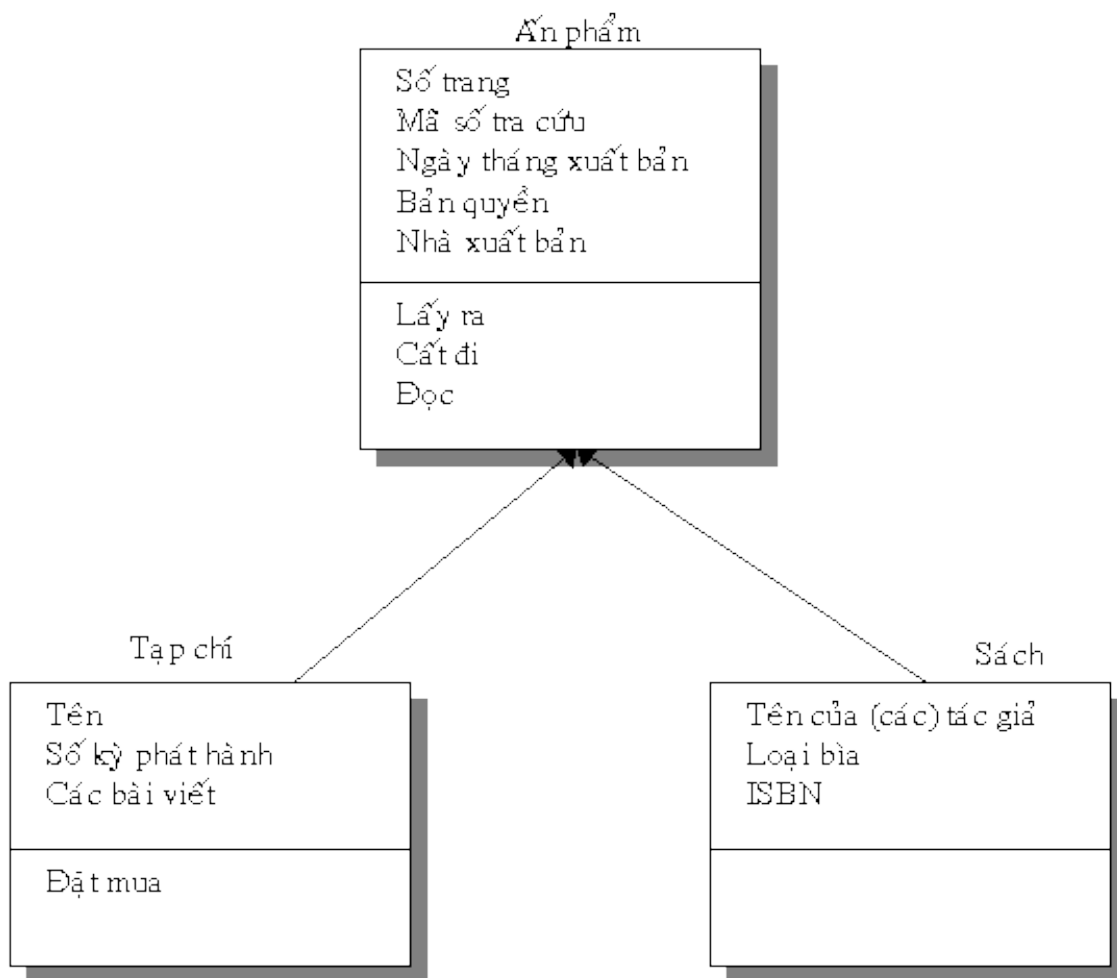 Ấn phẩm
Số trang
Mã số tra cứu
Ngày tháng xuất bản
Bản quyền
Nhà xuất bản
Lấy ra
Cất đi
Đọc
Tạp chí
Tên
Số kỳ phát hành
Các bài viết
Đặt mua
Sách
Tên của (các) tác giả
Loại bìa
ISBN